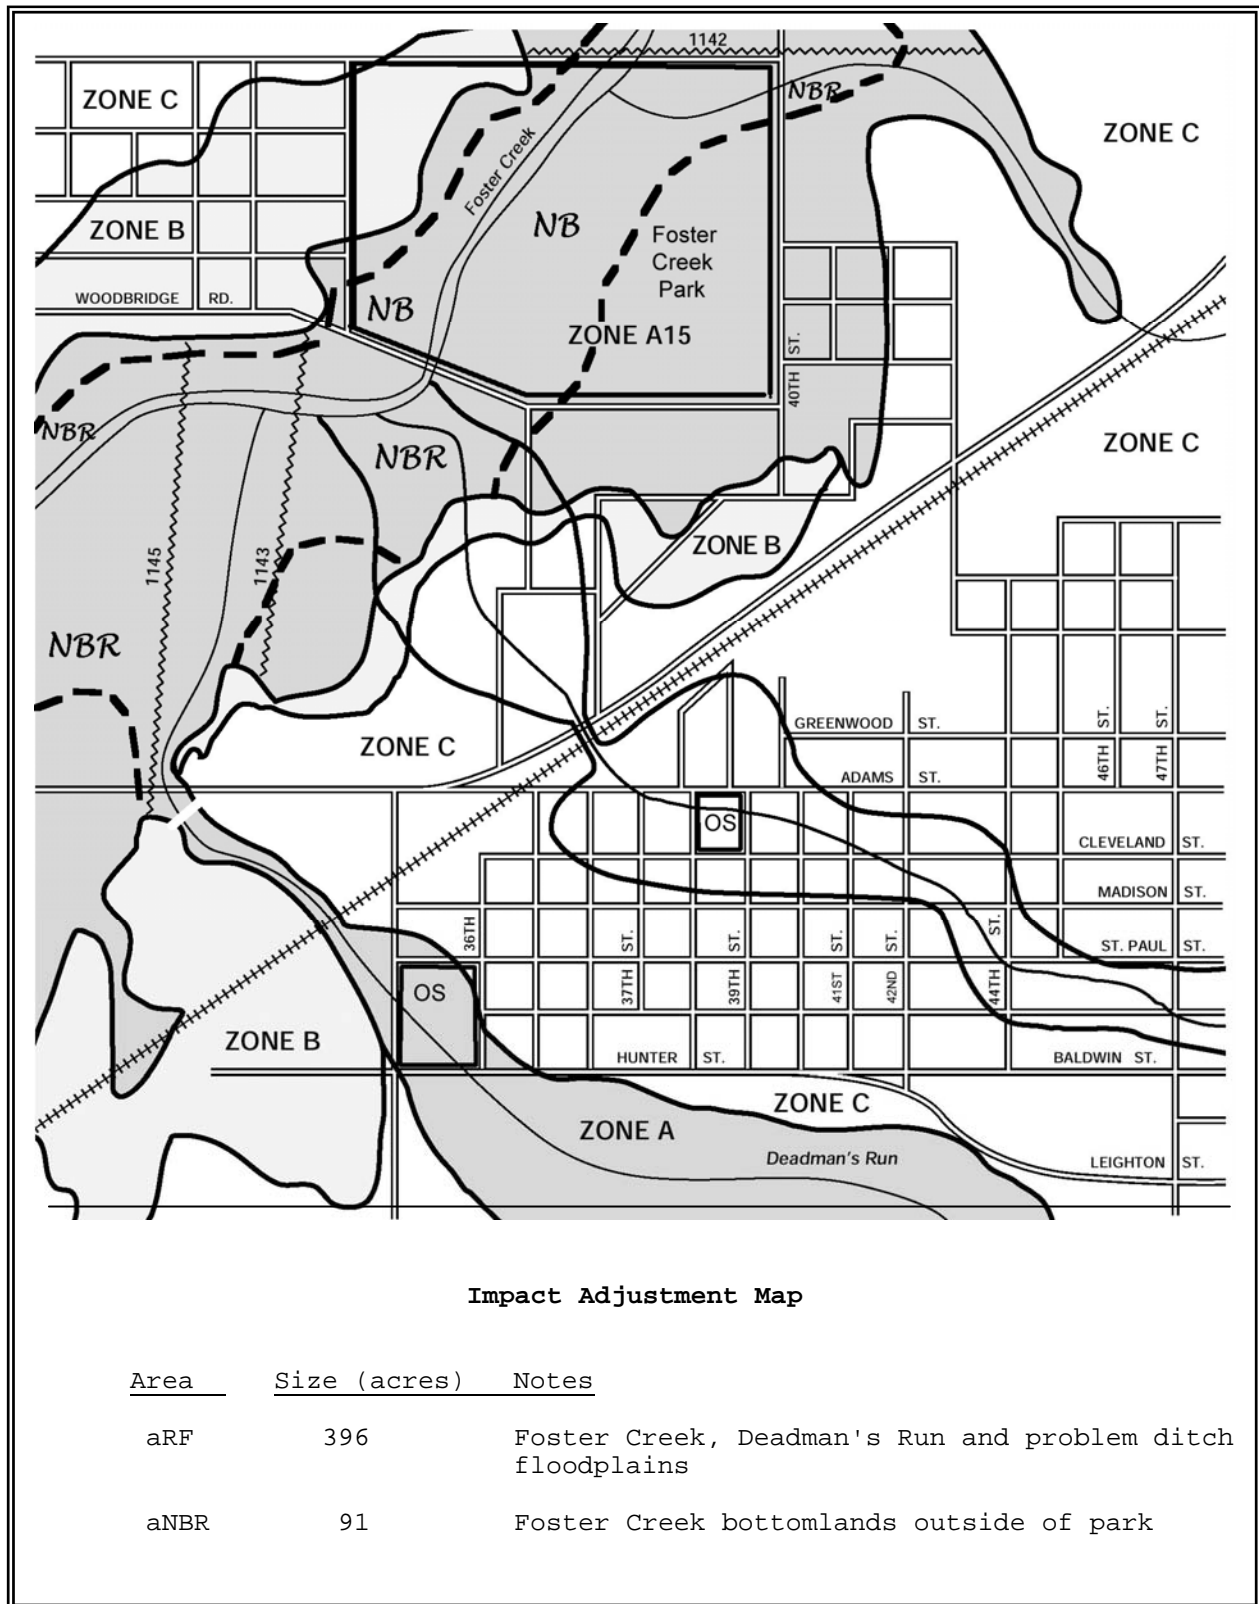 1142
ZONE C
NBR
ZONE C
Foster Creek
ZONE B
NB
Foster
Creek
Park
WOODBRIDGE RD.
NB
ZONE A15
40TH ST.
NBR
NBR
ZONE C
1145
1143
ZONE B
NBR
GREENWOOD ST.
46TH ST.
47TH ST.
ZONE C
ADAMS ST.
OS
CLEVELAND ST.
MADISON ST.
36TH
37TH ST.
39TH ST.
41ST ST.
42ND ST.
44TH ST.
ST. PAUL ST.
OS
ZONE B
HUNTER ST.
BALDWIN ST.
ZONE C
ZONE A
Deadman's Run
LEIGHTON ST.
Impact Adjustment Map
Area Size (acres) Notes
aRF 396 Foster Creek, Deadman's Run and problem ditch
floodplains
aNBR 91 Foster Creek bottomlands outside of park